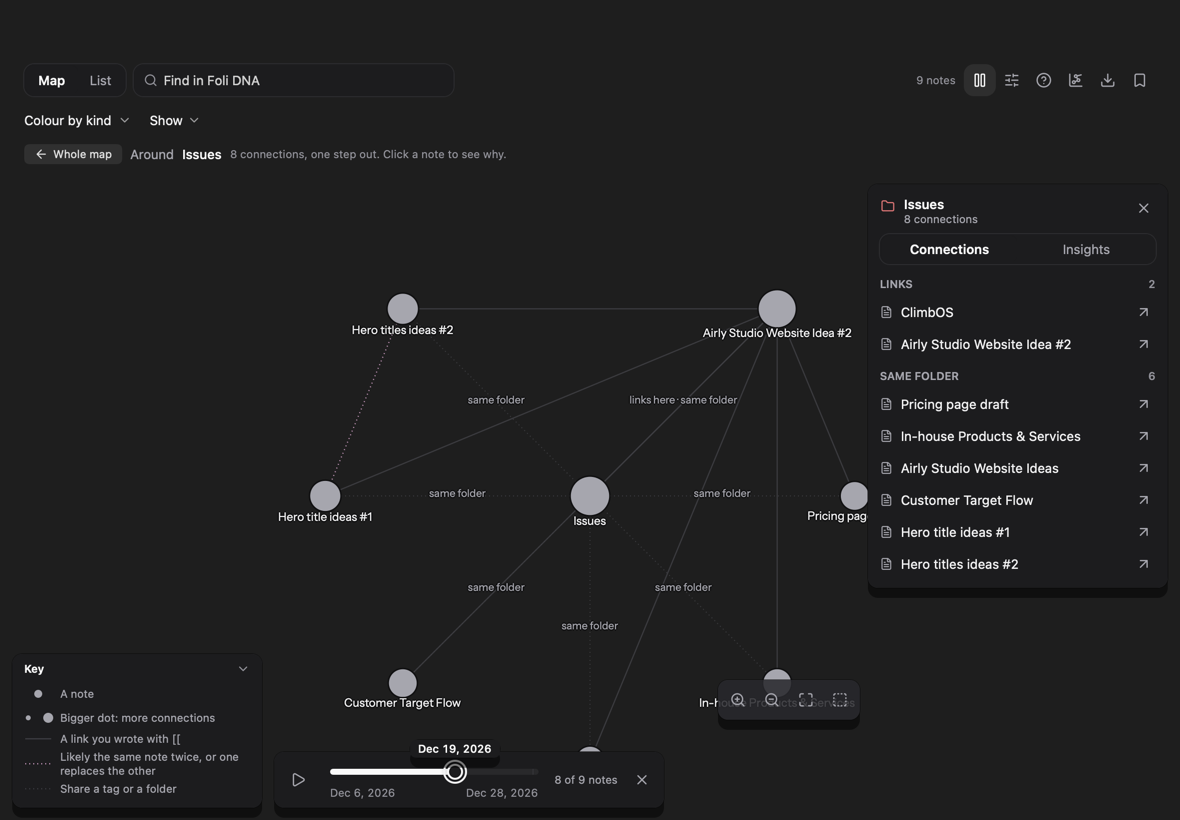 Map
List
Find in Foli DNA
9 notes
Colour by kind
Show
Whole map
Around Issues 8 connections, one step out. Click a note to see why.
Issues
8 connections
Connections
Insights
LINKS 2
ClimbOS
Airly Studio Website Idea #2
SAME FOLDER 6
Pricing page draft
In-house Products & Services
Airly Studio Website Ideas
Customer Target Flow
Hero title ideas #1
Hero titles ideas #2
Hero titles ideas #2
Airly Studio Website Idea #2
same folder
links here · same folder
same folder
same folder
Hero title ideas #1
Issues
Pricing pag
same folder
same folder
same folder
Customer Target Flow
In-house Products & Services
Key
A note
Bigger dot: more connections
A link you wrote with [[
Likely the same note twice, or one
replaces the other
Share a tag or a folder
Dec 19, 2026
8 of 9 notes
Dec 6, 2026
Dec 28, 2026